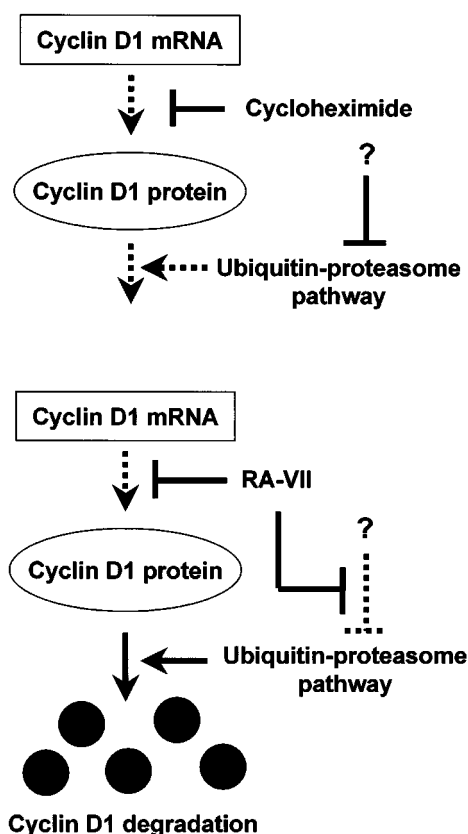 Cyclin D1 mRNA
Cycloheximide
?
Cyclin D1 protein
Ubiquitin-proteasome
pathway
Cyclin D1 mRNA
RA-VII
?
Cyclin D1 protein
Ubiquitin-proteasome
pathway
Cyclin D1 degradation